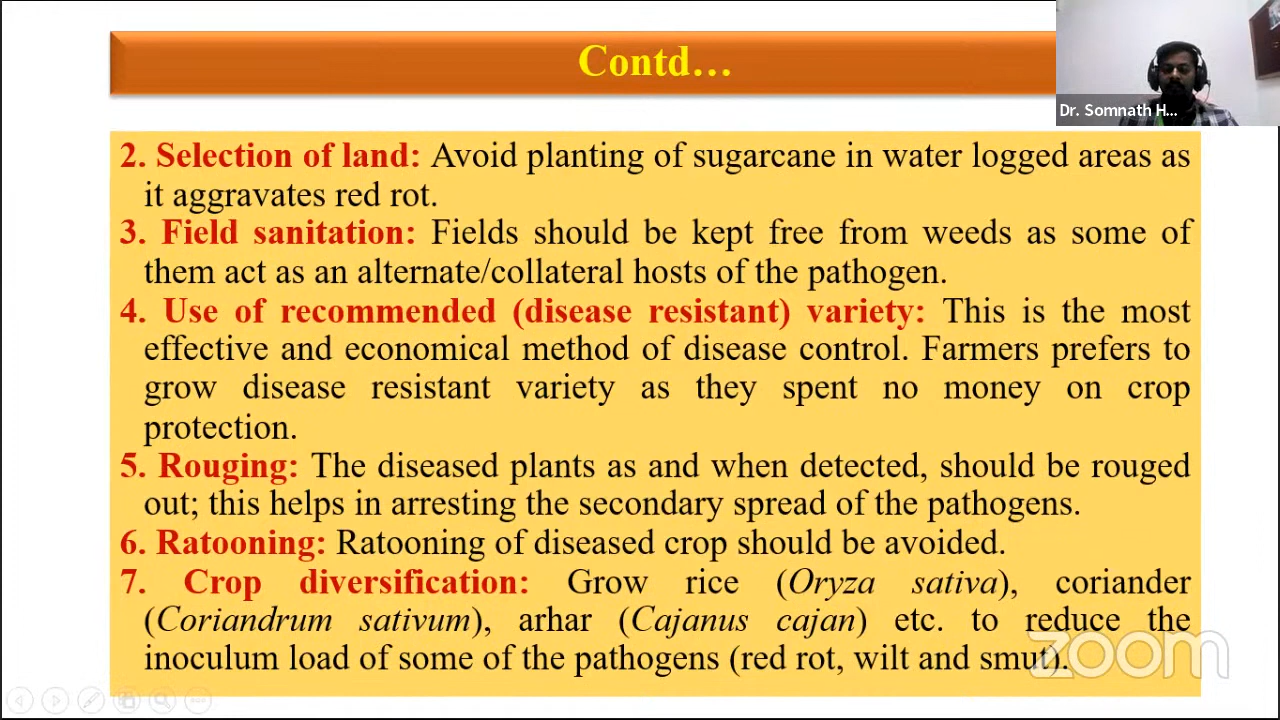 Contd…
Dr. Somnath H...
2. Selection of land: Avoid planting of sugarcane in water logged areas as
it aggravates red rot.
3. Field sanitation: Fields should be kept free from weeds as some of
them act as an alternate/collateral hosts of the pathogen.
4. Use of recommended (disease resistant) variety: This is the most
effective and economical method of disease control. Farmers prefers to
grow disease resistant variety as they spent no money on crop
protection.
5. Rouging: The diseased plants as and when detected, should be rouged
out; this helps in arresting the secondary spread of the pathogens.
6. Ratooning: Ratooning of diseased crop should be avoided.
7. Crop diversification: Grow rice (Oryza sativa), coriander
(Coriandrum sativum), arhar (Cajanus cajan) etc. to reduce the
inoculum load of some of the pathogens (red rot, wilt and smut).
zoom